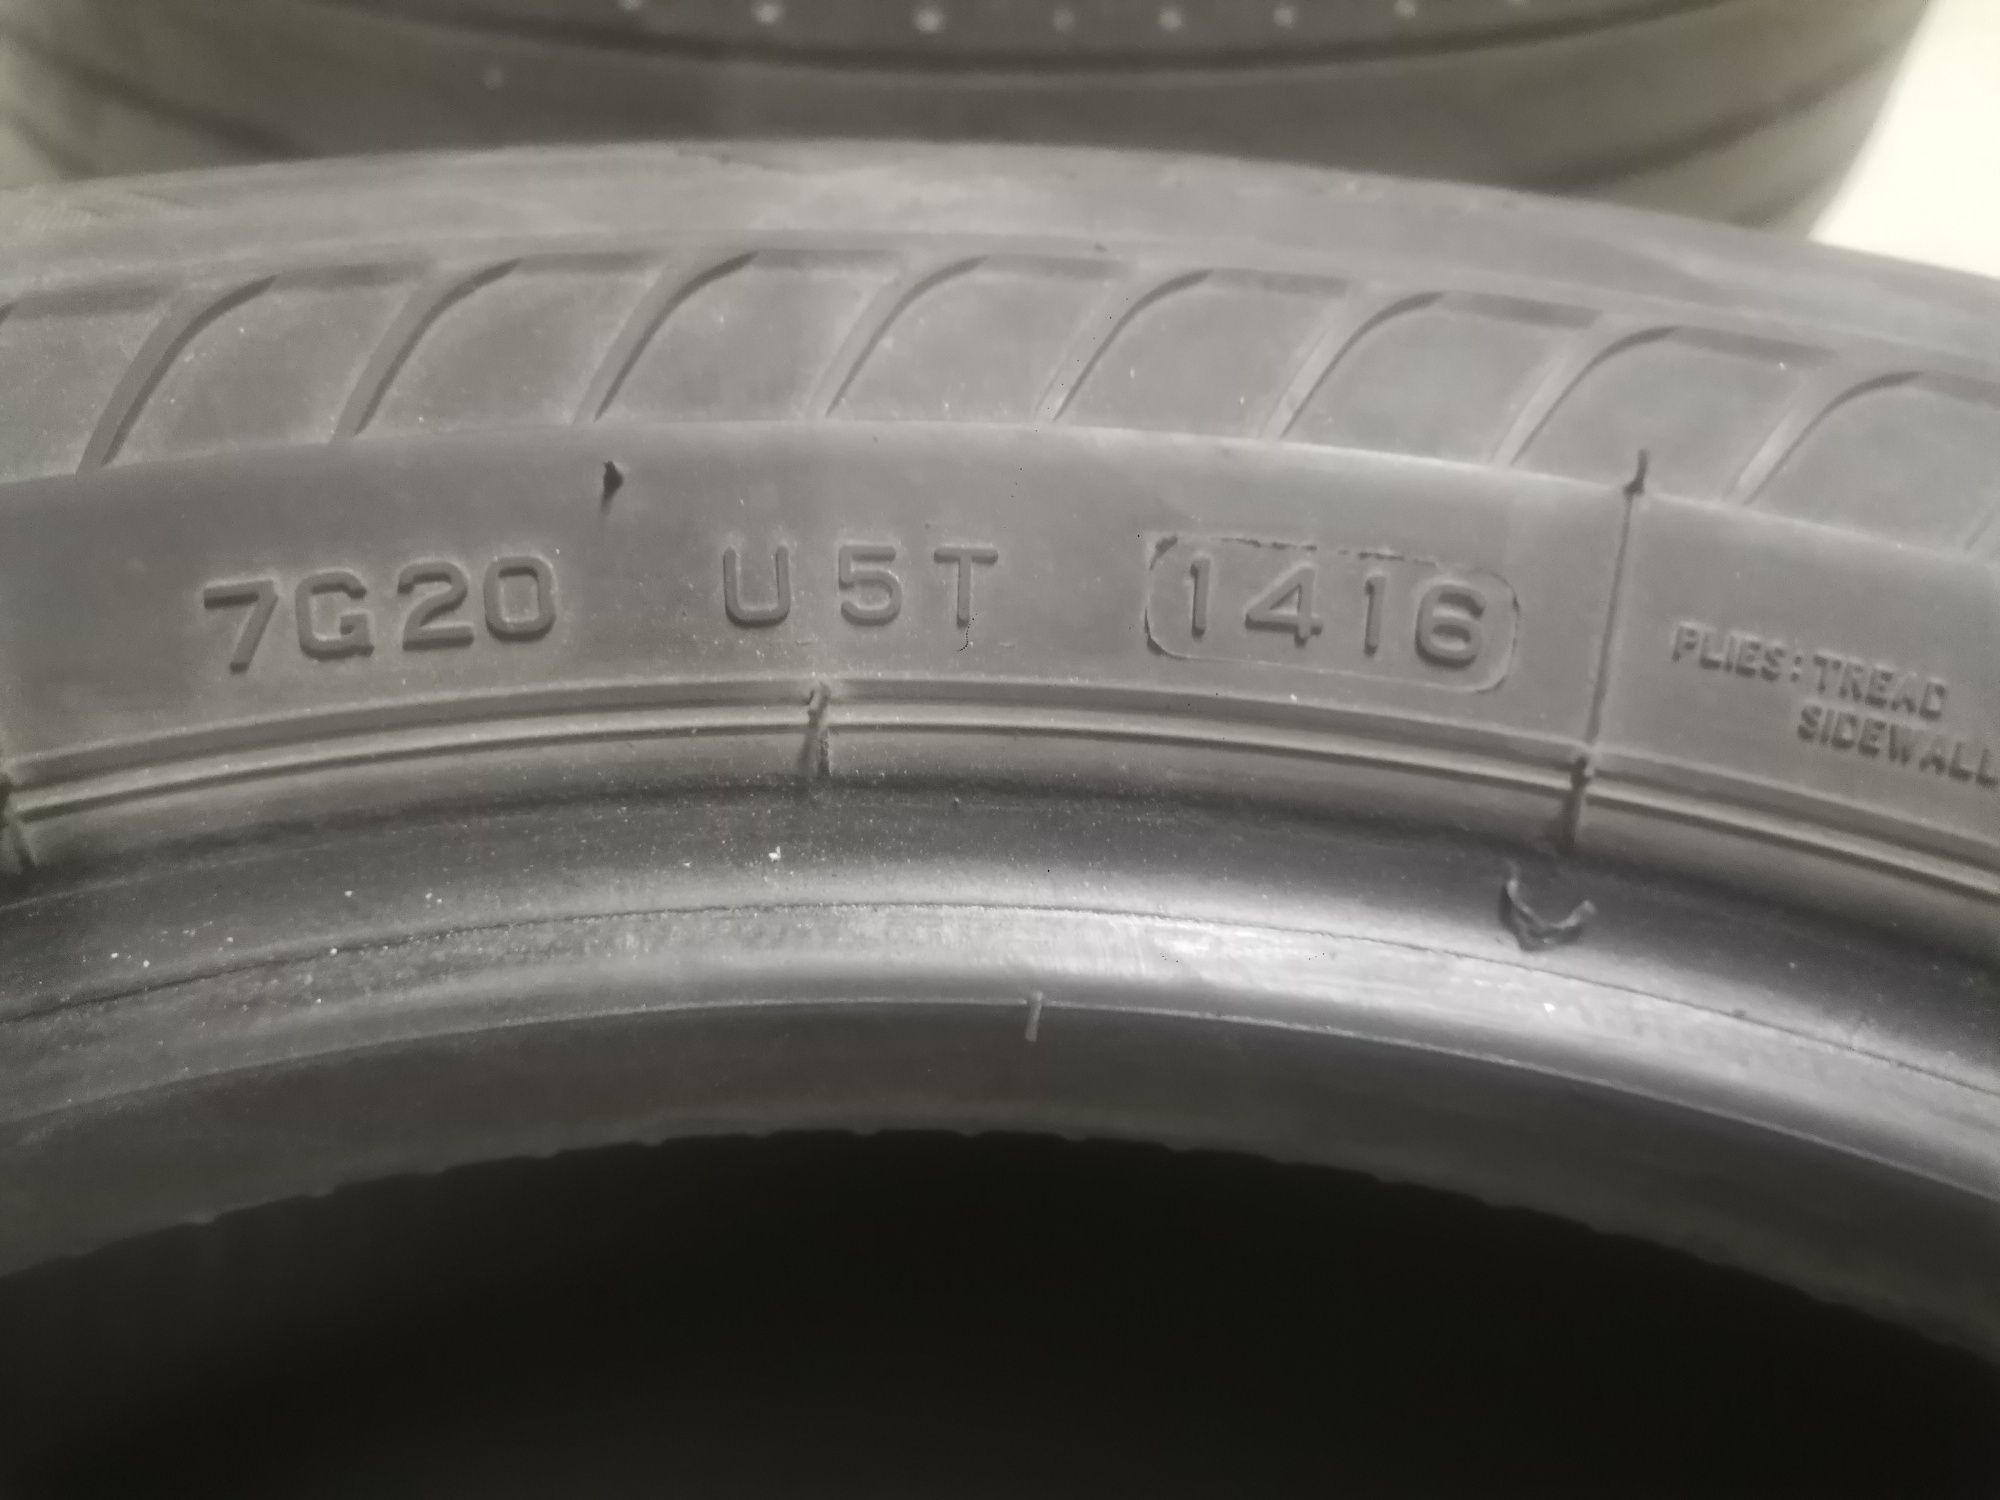 7G20 U5T 1416
PLIES: TREAD
SIDEWALL